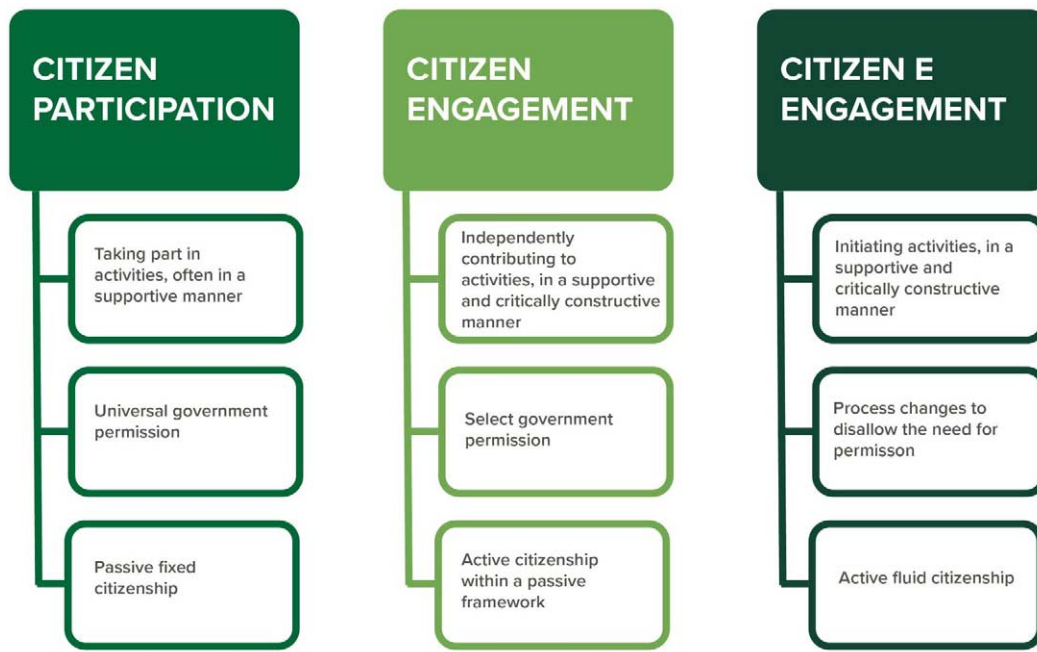 CITIZEN
PARTICIPATION
Taking part in
activities, often in a
supportive manner
Universal government
permission
Passive fixed
citizenship
CITIZEN
ENGAGEMENT
Independently
contributing to
activities, in a supportive
and critically constructive
manner
Select government
permission
Active citizenship
within a passive
framework
CITIZEN E
ENGAGEMENT
Initiating activities, in a
supportive and
critically constructive
manner
Process changes to
disallow the need for
permisson
Active fluid citizenship